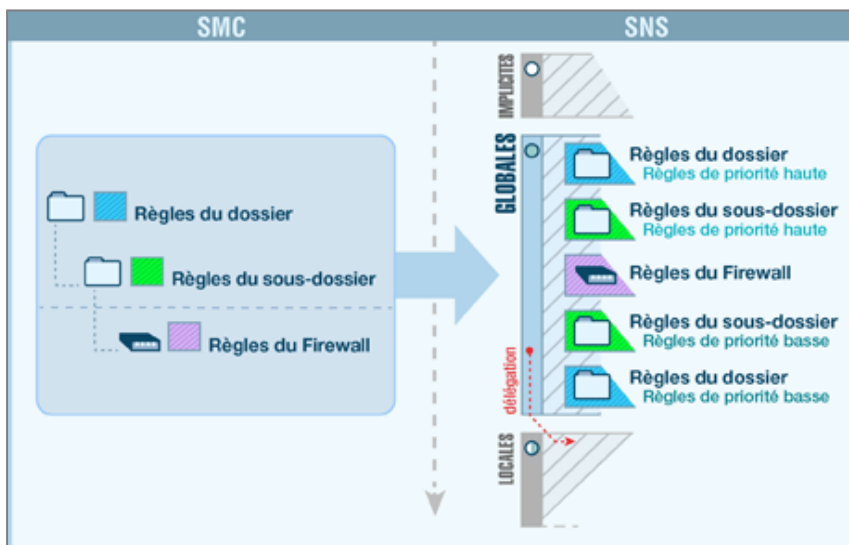 SMC
SNS
Règles du dossier
Règles du sous-dossier
Règles du Firewall
IMPLICITES
GLOBALES
Règles du dossier
Règles de priorité haute
Règles du sous-dossier
Règles de priorité haute
Règles du Firewall
Règles du sous-dossier
Règles de priorité basse
Règles du dossier
Règles de priorité basse
délégation
LOCALES